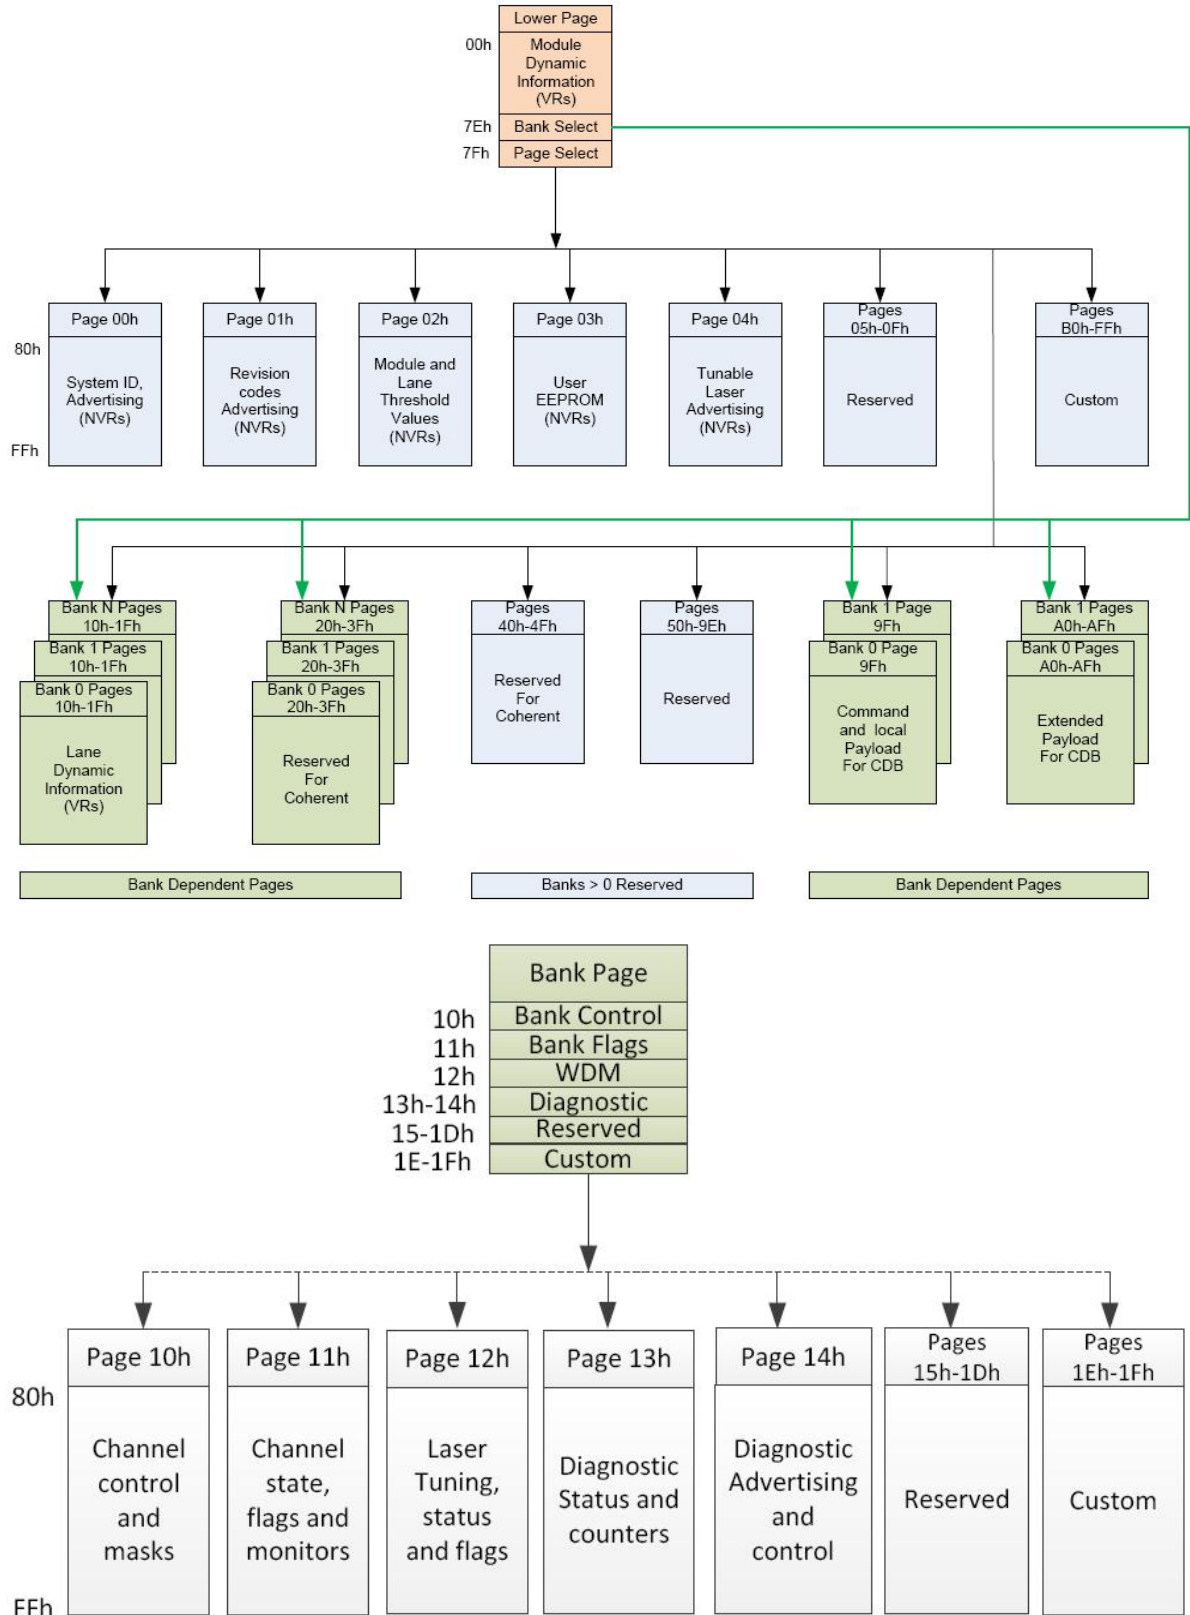 Lower Page
00h
Module
Dynamic
Information
(VRs)
7Eh
Bank Select
7Fh
Page Select
Page 00h
Page 01h
Page 02h
Page 03h
Page 04h
Pages
05h-0Fh
Pages
B0h-FFh
80h
System ID,
Advertising
(NVRs)
Revision
codes
Advertising
(NVRs)
Module and
Lane
Threshold
Values
(NVRs)
User
EEPROM
(NVRs)
Tunable
Laser
Advertising
(NVRs)
Reserved
Custom
FFh
Bank N Pages
10h-1Fh
Bank 1 Pages
10h-1Fh
Bank 0 Pages
10h-1Fh
Lane
Dynamic
Information
(VRs)
Bank N Pages
20h-3Fh
Bank 1 Pages
20h-3Fh
Bank 0 Pages
20h-3Fh
Reserved
For
Coherent
Pages
40h-4Fh
Reserved
For
Coherent
Pages
50h-9Eh
Reserved
Bank 1 Page
9Fh
Bank 0 Page
9Fh
Command
and local
Payload
For CDB
Bank 1 Pages
A0h-AFh
Bank 0 Pages
A0h-AFh
Extended
Payload
For CDB
Bank Dependent Pages
Banks > 0 Reserved
Bank Dependent Pages
Bank Page
10h
Bank Control
11h
Bank Flags
12h
WDM
13h-14h
Diagnostic
15-1Dh
Reserved
1E-1Fh
Custom
Page 10h
Page 11h
Page 12h
Page 13h
Page 14h
Pages
15h-1Dh
Pages
1Eh-1Fh
80h
Channel
control
and
masks
Channel
state,
flags and
monitors
Laser
Tuning,
status
and flags
Diagnostic
Status and
counters
Diagnostic
Advertising
and
control
Reserved
Custom
FFh